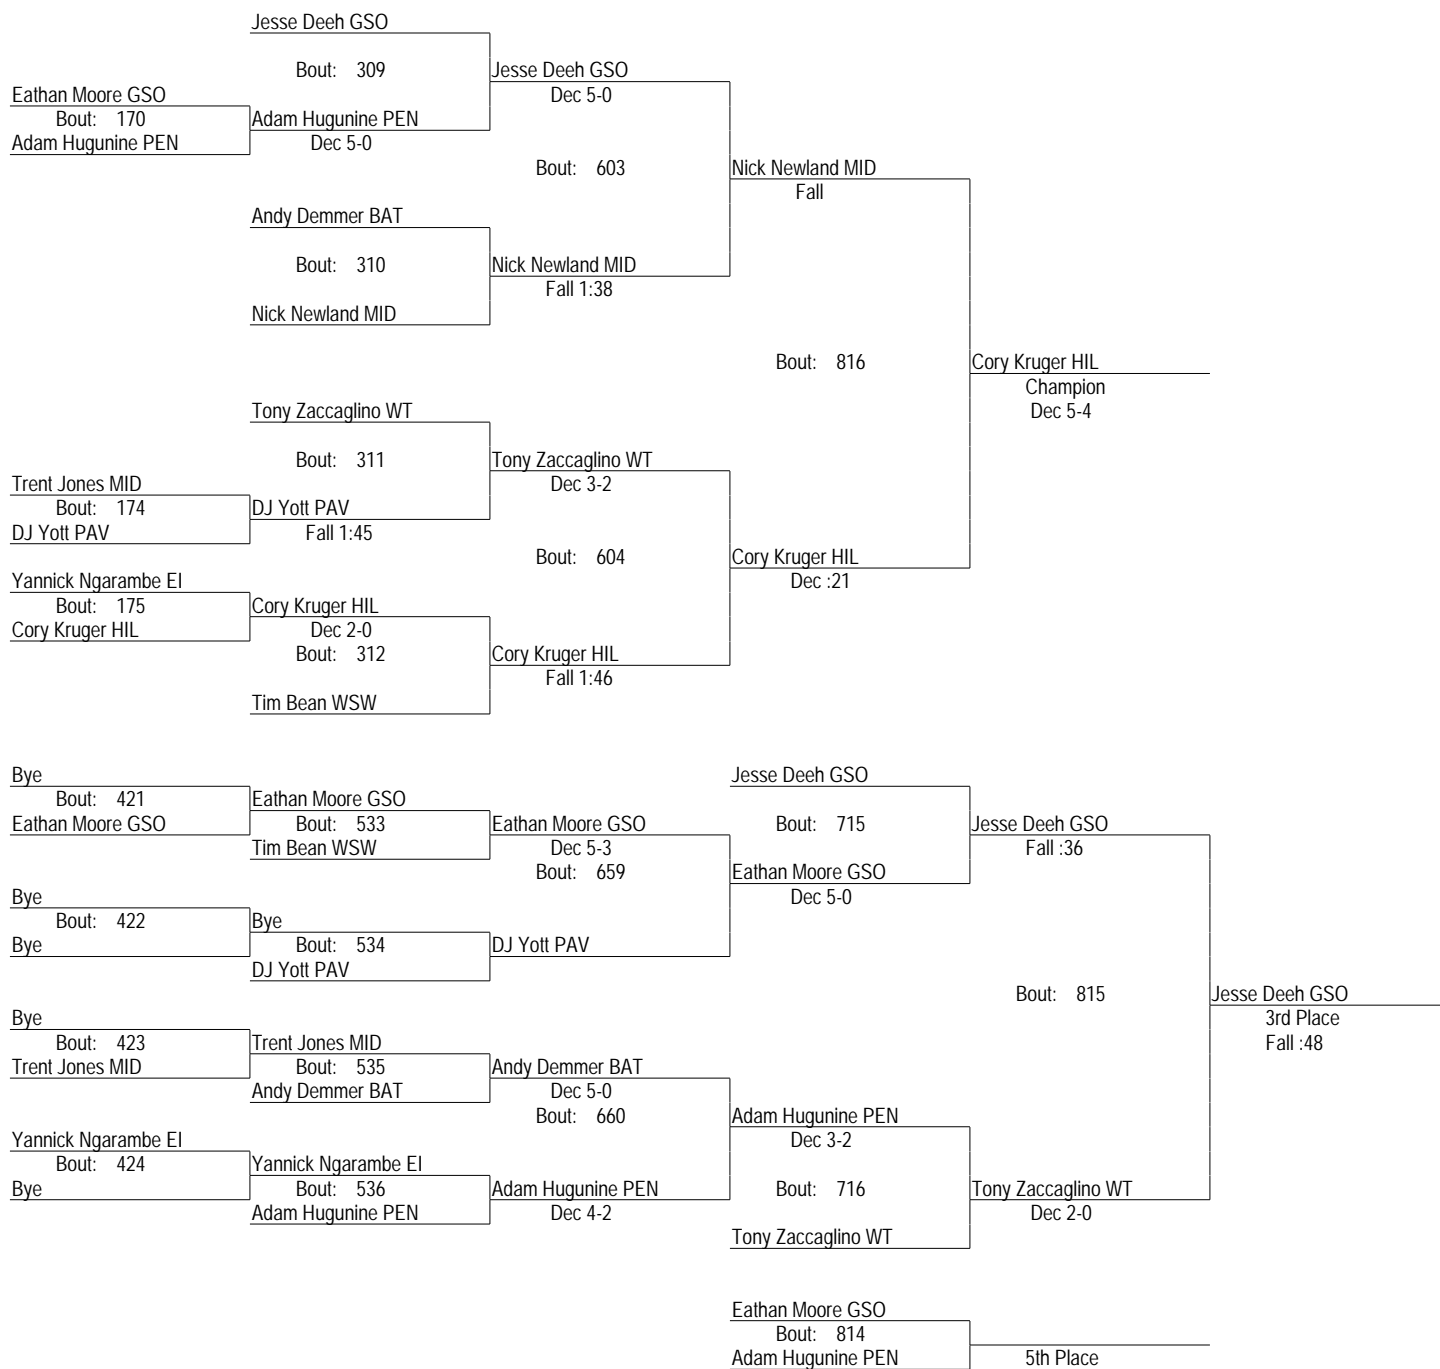 Jesse Deeh GSO
Bout: 309
Jesse Deeh GSO
Eathan Moore GSO
Dec 5-0
Bout: 170
Adam Hugunine PEN
Adam Hugunine PEN
Dec 5-0
Bout: 603
Nick Newland MID
Fall
Andy Demmer BAT
Bout: 310
Nick Newland MID
Fall 1:38
Nick Newland MID
Bout: 816
Cory Kruger HIL
Champion
Dec 5-4
Tony Zaccaglino WT
Bout: 311
Tony Zaccaglino WT
Trent Jones MID
Dec 3-2
Bout: 174
DJ Yott PAV
DJ Yott PAV
Fall 1:45
Bout: 604
Cory Kruger HIL
Dec :21
Yannick Ngarambe EI
Bout: 175
Cory Kruger HIL
Cory Kruger HIL
Dec 2-0
Bout: 312
Cory Kruger HIL
Fall 1:46
Tim Bean WSW
Bye
Jesse Deeh GSO
Bout: 421
Eathan Moore GSO
Eathan Moore GSO
Bout: 533
Eathan Moore GSO
Bout: 715
Jesse Deeh GSO
Tim Bean WSW
Dec 5-3
Fall :36
Bout: 659
Eathan Moore GSO
Dec 5-0
Bye
Bout: 422
Bye
Bye
Bout: 534
DJ Yott PAV
DJ Yott PAV
Bout: 815
Jesse Deeh GSO
3rd Place
Fall :48
Bye
Bout: 423
Trent Jones MID
Trent Jones MID
Bout: 535
Andy Demmer BAT
Andy Demmer BAT
Dec 5-0
Bout: 660
Adam Hugunine PEN
Dec 3-2
Yannick Ngarambe EI
Bout: 424
Yannick Ngarambe EI
Bye
Bout: 536
Adam Hugunine PEN
Bout: 716
Tony Zaccaglino WT
Adam Hugunine PEN
Dec 4-2
Dec 2-0
Tony Zaccaglino WT
Eathan Moore GSO
Bout: 814
Adam Hugunine PEN
5th Place